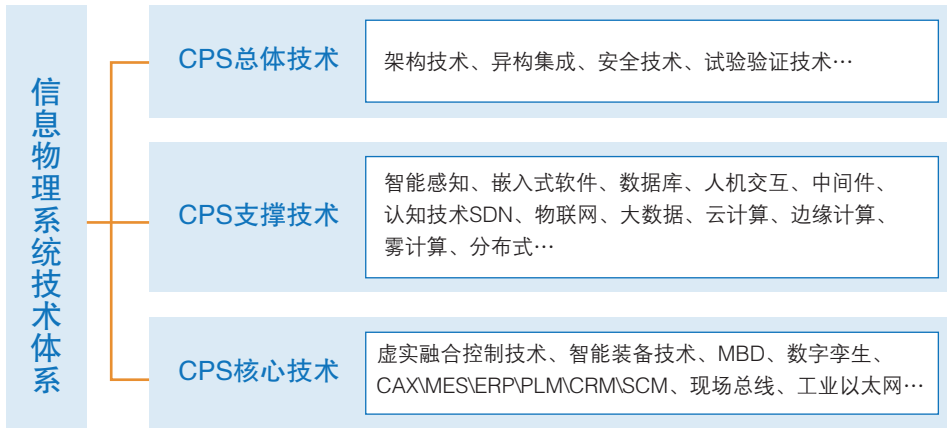 信息物理系统技术体系
CPS总体技术
架构技术、异构集成、安全技术、试验验证技术…
CPS支撑技术
智能感知、嵌入式软件、数据库、人机交互、中间件、
认知技术SDN、物联网、大数据、云计算、边缘计算、
雾计算、分布式…
CPS核心技术
虚实融合控制技术、智能装备技术、MBD、数字孪生、
CAX\MES\ERP\PLM\CRM\SCM、现场总线、工业以太网…